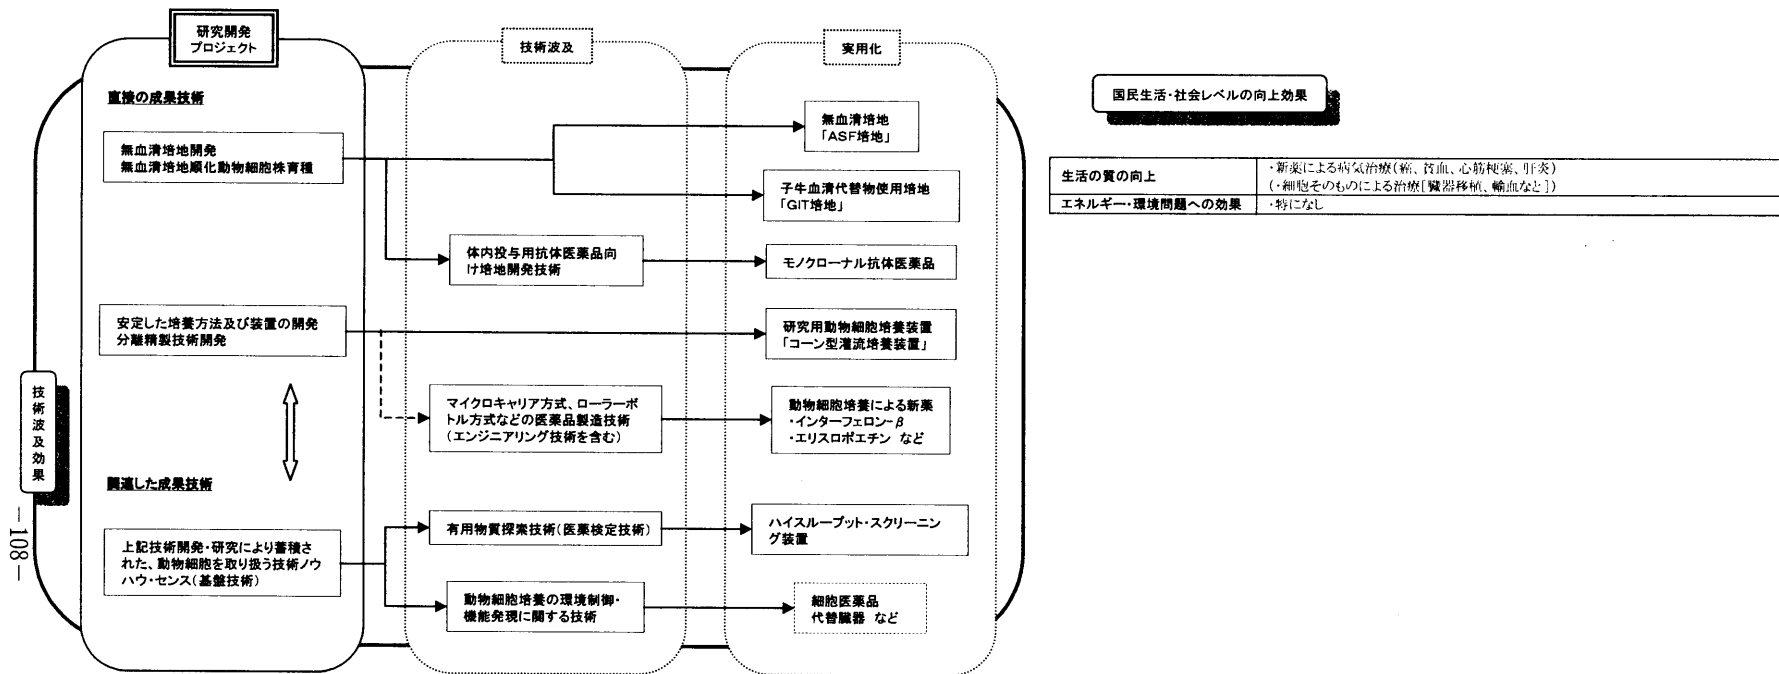 研究開発
プロジェクト
技術波及
実用化
国民生活・社会レベルの向上効果
直接の成果技術
無血清培地開発
無血清培地順化動物細胞株育種
無血清培地
「ASF培地」
子牛血清代替物使用培地
「GIT培地」
体内投与用抗体医薬品向
け培地開発技術
モノクローナル抗体医薬品
安定した培養方法及び装置の開発
分離精製技術開発
研究用動物細胞培養装置
「コーン型灌流培養装置」
マイクロキャリア方式、ローラーボ
トル方式などの医薬品製造技術
(エンジニアリング技術を含む)
動物細胞培養による新薬
・インターフェロン-β
・エリスロポエチン など
関連した成果技術
上記技術開発・研究により蓄積さ
れた、動物細胞を取り扱う技術ノウ
ハウ・センス(基盤技術)
有用物質探索技術(医薬検定技術)
ハイスループット・スクリーニン
グ装置
動物細胞培養の環境制御・
機能発現に関する技術
細胞医薬品
代替臓器 など
技術波及効果
生活の質の向上
・新薬による病気治療(癌、貧血、心筋梗塞、肝炎)
(・細胞そのものによる治療[臓器移植、輸血など])
エネルギー・環境問題への効果
・特になし
－108－